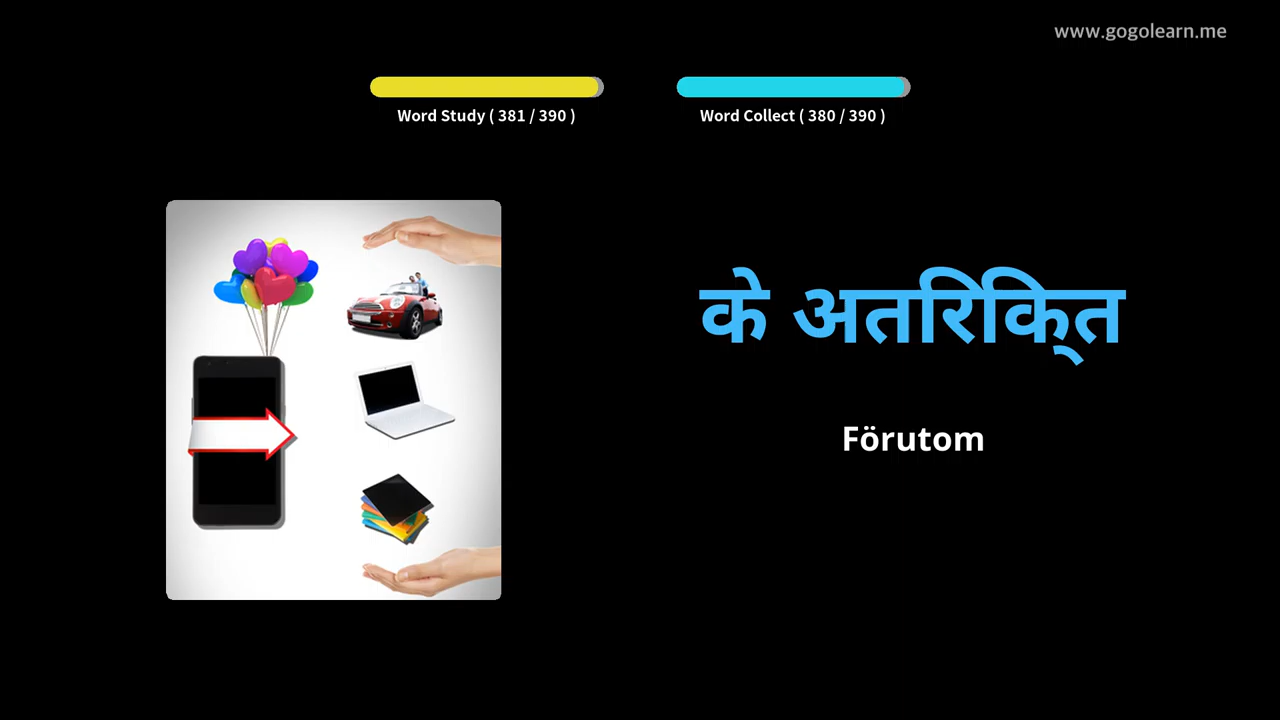 www.gogolearn.me
Word Study ( 381 / 390 )
Word Collect ( 380 / 390 )
के अतिरिक्त
Förutom